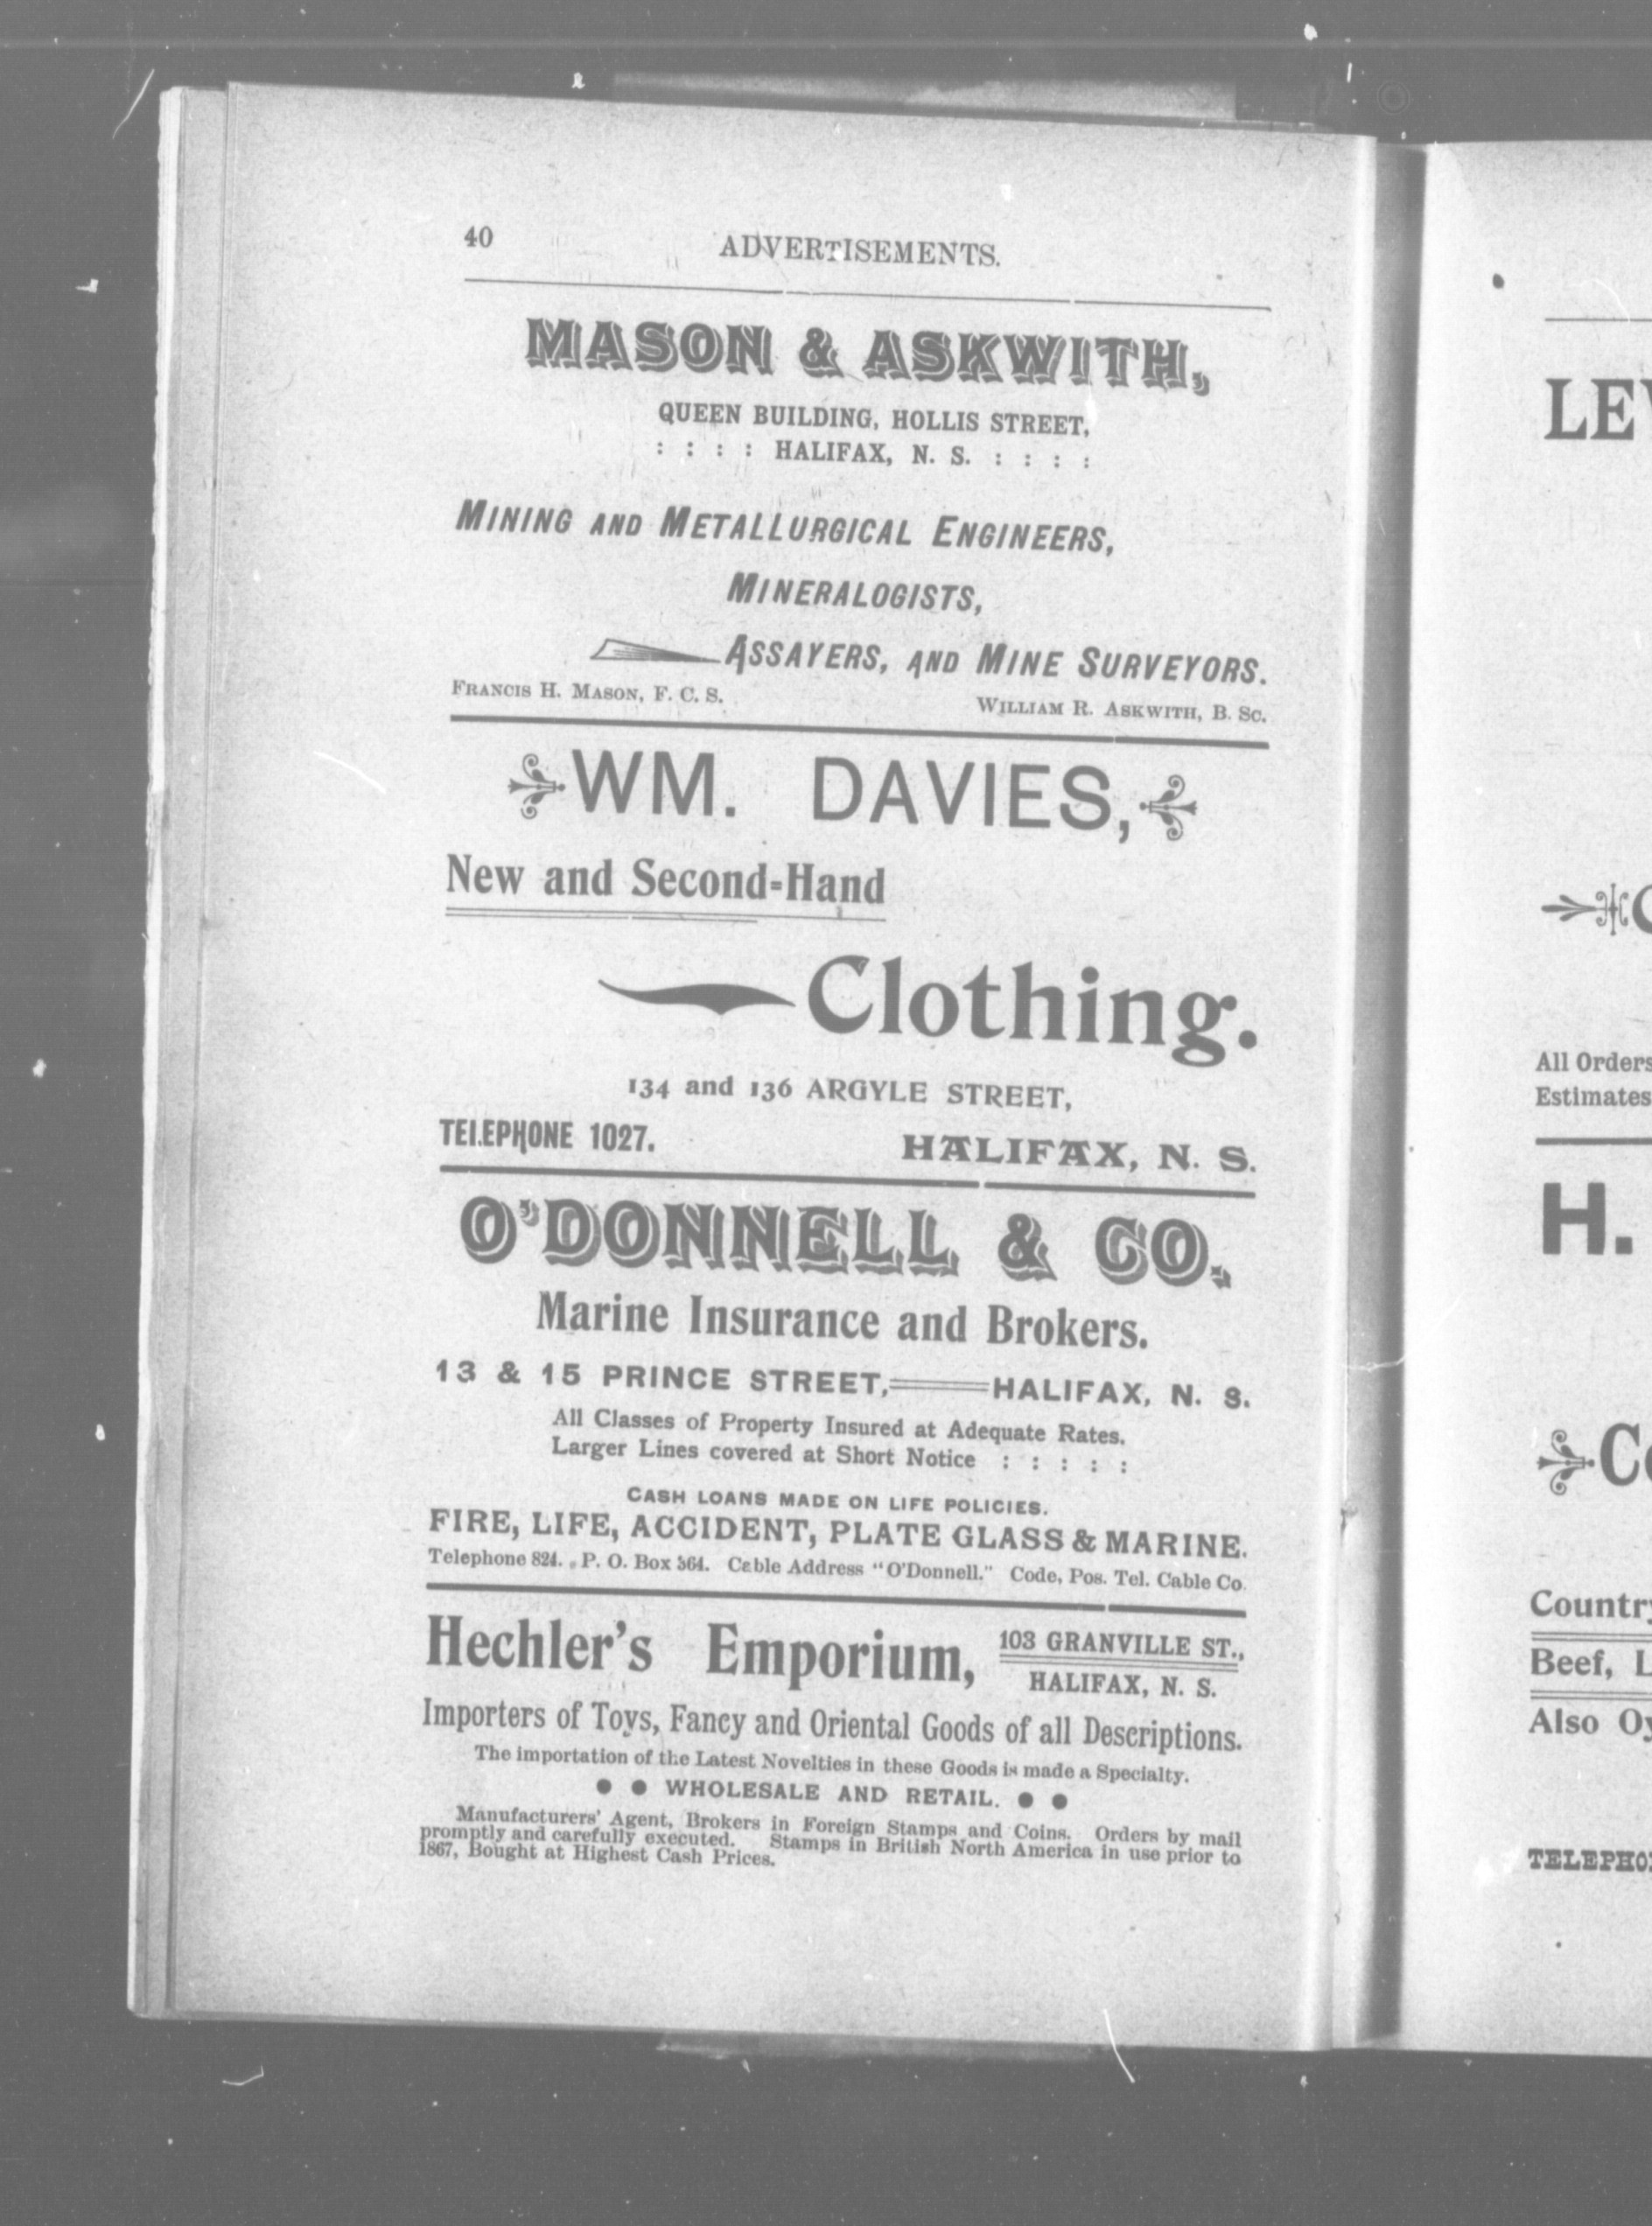 40
ADVERTISEMENTS.
MASON & ASKWITH,
QUEEN BUILDING, HOLLIS STREET,
: : : : HALIFAX, N. S. : : : :
MINING AND METALLURGICAL ENGINEERS,
MINERALOGISTS,
ASSAYERS, AND MINE SURVEYORS.
FRANCIS H. MASON, F. C. S. WILLIAM R. ASKWITH, B. SC.
WM. DAVIES,
New and Second-Hand
Clothing.
134 and 136 ARGYLE STREET,
TELEPHONE 1027. HALIFAX, N. S.
O'DONNELL & CO.,
Marine Insurance and Brokers.
13 & 15 PRINCE STREET, HALIFAX, N. S.
All Classes of Property Insured at Adequate Rates.
Larger Lines covered at Short Notice : : : : :
CASH LOANS MADE ON LIFE POLICIES.
FIRE, LIFE, ACCIDENT, PLATE GLASS & MARINE.
Telephone 824. P. O. Box 564. Cable Address "O'Donnell." Code, Pos. Tel. Cable Co.
Hechler's Emporium, 103 GRANVILLE ST.,
HALIFAX, N. S.
Importers of Toys, Fancy and Oriental Goods of all Descriptions.
The importation of the Latest Novelties in these Goods is made a Specialty.
● ● WHOLESALE AND RETAIL. ● ●
Manufacturers' Agent, Brokers in Foreign Stamps and Coins. Orders by mail
promptly and carefully executed. Stamps in British North America in use prior to
1867, Bought at Highest Cash Prices.
All Orders
Estimates
H.
Beef,
Also